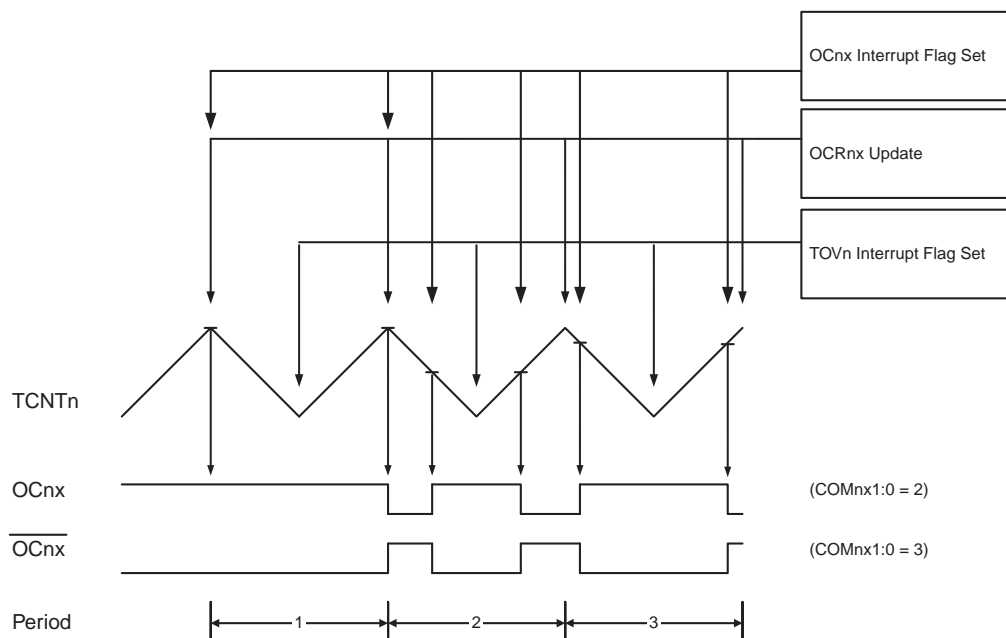 OCnx Interrupt Flag Set
OCRnx Update
TOVn Interrupt Flag Set
TCNTn
OCnx (COMnx1:0 = 2)
OCnx (COMnx1:0 = 3)
Period 1 2 3